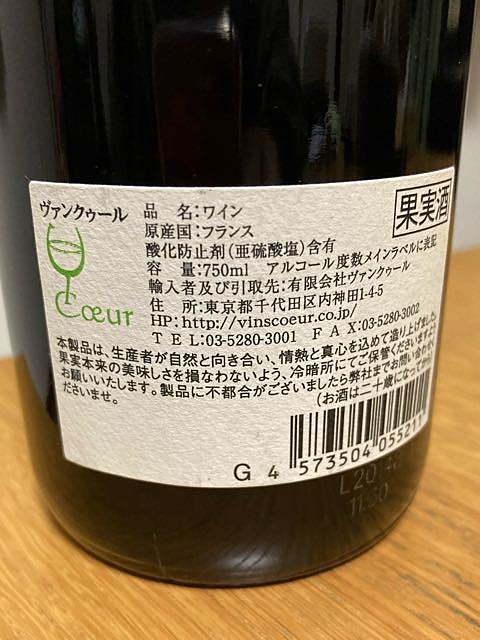 ヴァンクゥール
Cœur
果実酒
品　名：ワイン
原産国：フランス
酸化防止剤（亜硫酸塩）含有
容　量：750ml　アルコール度数メインラベルに表記
輸入者及び引取先：有限会社ヴァンクゥール
住　所：東京都千代田区内神田1-4-5
HP：http://vinscoeur.co.jp/
TEL：03-5280-3001　FAX：03-5280-3002
本製品は、生産者が自然と向き合い、情熱と真心を込めて造り上げました。
果実本来の美味しさを損なわないよう、冷暗所にてご保管くださいますよ
お願いいたします。製品に不都合がございましたら弊社までお問い合わせ
ださいませ。
（お酒は二十歳になって
G 4 573504 05521
L20
11:30